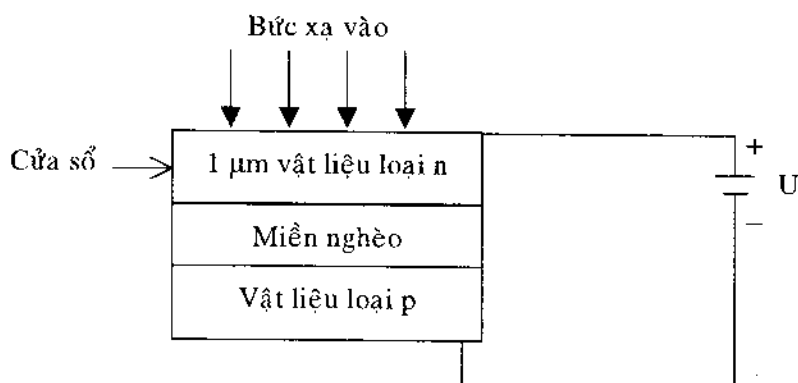 Bức xạ vào
Cửa sổ
1 μm vật liệu loại n
Miền nghèo
Vật liệu loại p
+
U
–